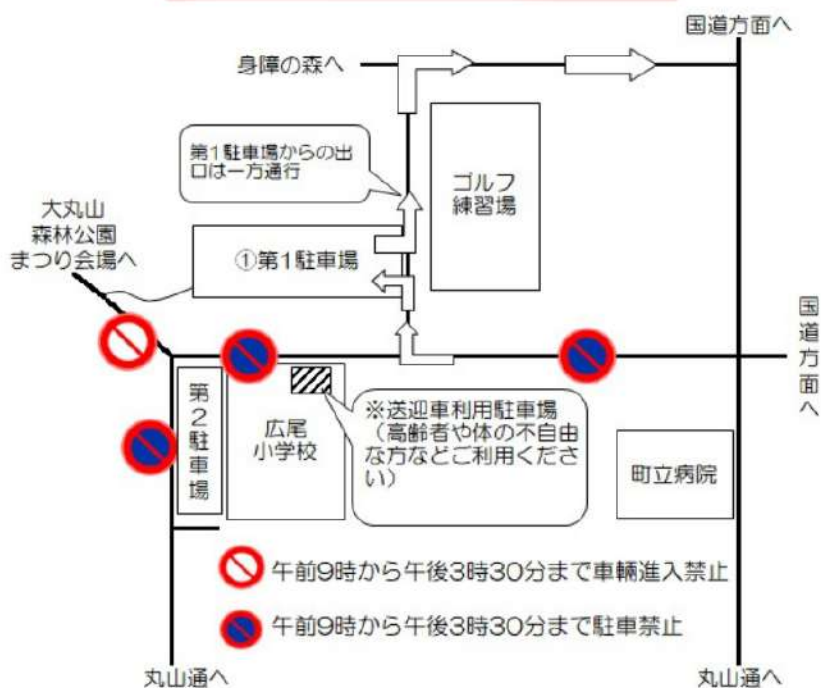 国道方面へ
身障の森へ
第1駐車場からの出
口は一方通行
ゴルフ
練習場
大丸山
森林公園
まつり会場へ
①第1駐車場
国道方面へ
第2駐車場
広尾
小学校
※送迎車利用駐車場
（高齢者や体の不自由
な方などご利用くださ
い）
町立病院
午前9時から午後3時30分まで車輛進入禁止
午前9時から午後3時30分まで駐車禁止
丸山通へ
丸山通へ